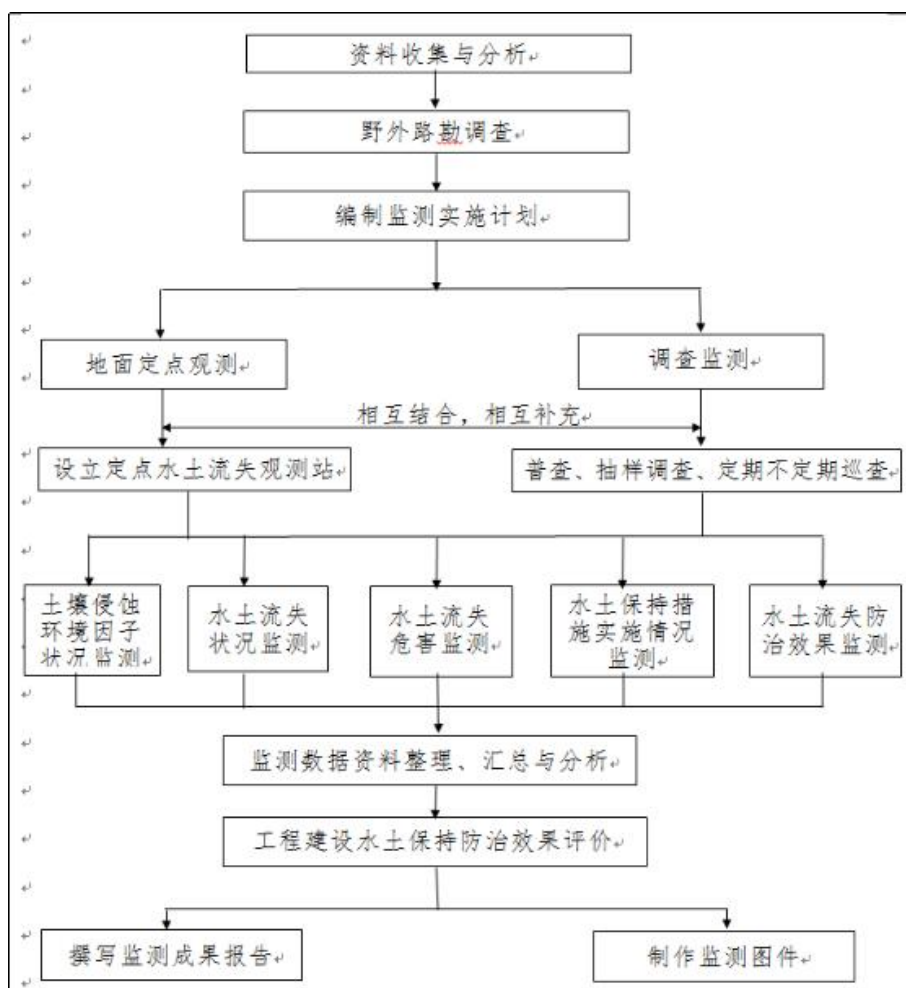 资料收集与分析
野外路勘调查
编制监测实施计划
地面定点观测
调查监测
相互结合，相互补充
设立定点水土流失观测站
普查、抽样调查、定期不定期巡查
土壤侵蚀
环境因子
状况监测
水土流失
状况监测
水土流失
危害监测
水土保持措
施实施情况
监测
水土流失防
治效果监测
监测数据资料整理、汇总与分析
工程建设水土保持防治效果评价
撰写监测成果报告
制作监测图件